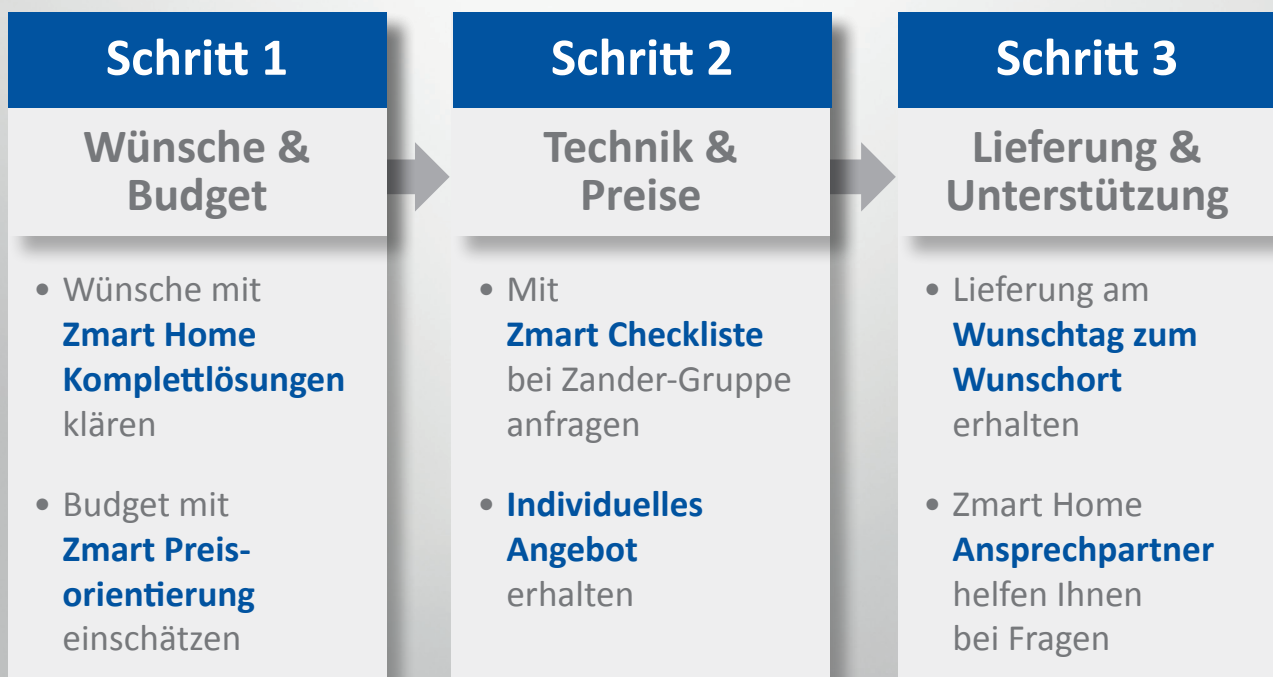 Schritt 1
Wünsche &
Budget
• Wünsche mit
Zmart Home
Komplettlösungen
klären
• Budget mit
Zmart Preis-
orientierung
einschätzen
Schritt 2
Technik &
Preise
• Mit
Zmart Checkliste
bei Zander-Gruppe
anfragen
• Individuelles
Angebot
erhalten
Schritt 3
Lieferung &
Unterstützung
• Lieferung am
Wunschtag zum
Wunschort
erhalten
• Zmart Home
Ansprechpartner
helfen Ihnen
bei Fragen